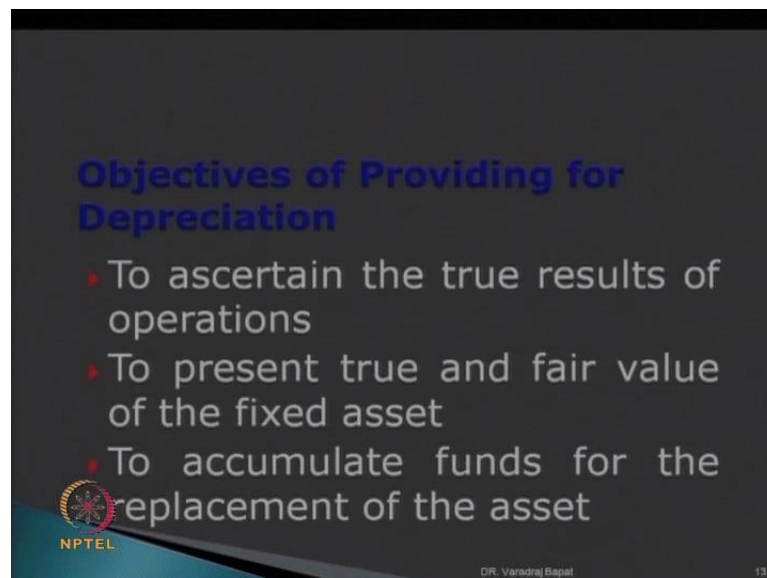 Objectives of Providing for
Depreciation
To ascertain the true results of
operations
To present true and fair value
of the fixed asset
To accumulate funds for the
replacement of the asset
NPTEL
DR. Varadraj Bapat
13